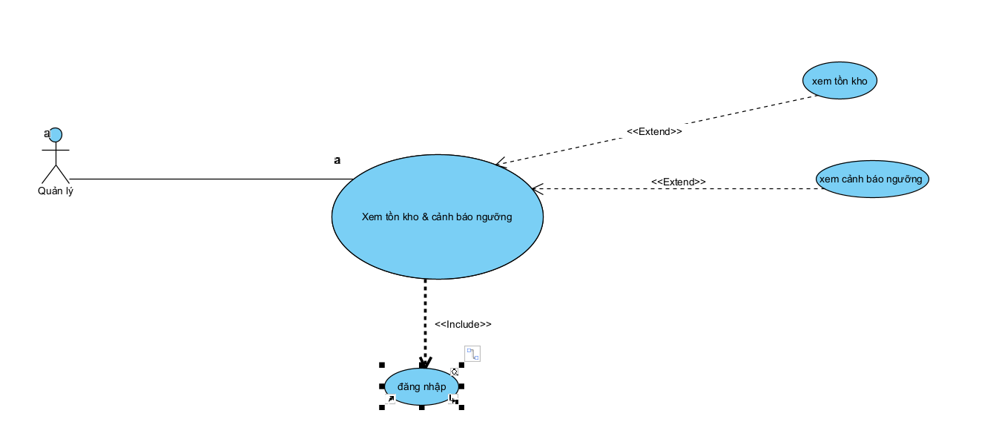 xem tồn kho
<<Extend>>
a
a
<<Extend>>
xem cảnh báo ngưỡng
Quản lý
Xem tồn kho & cảnh báo ngưỡng
<<Include>>
đăng nhập